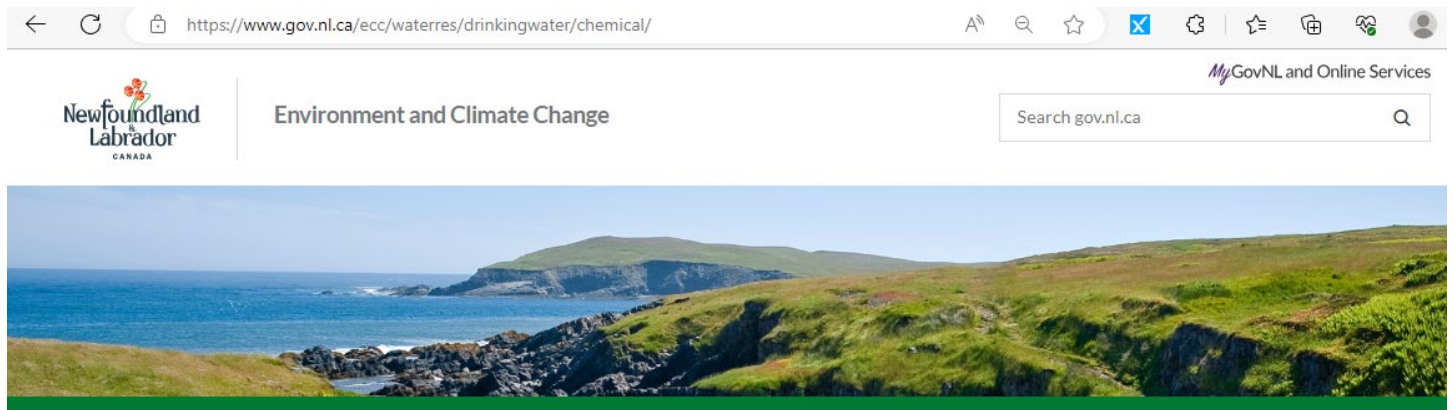 https://www.gov.nl.ca/ecc/waterres/drinkingwater/chemical/
MyGovNL and Online Services
Newfoundland
&
Labrador
CANADA
Environment and Climate Change
Search gov.nl.ca